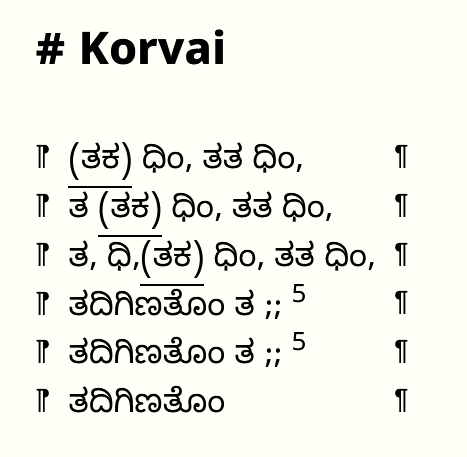 # Korvai
⁋ (ತಕ) ಧಿಂ, ತತ ಧಿಂ, ¶
⁋ ತ (ತಕ) ಧಿಂ, ತತ ಧಿಂ, ¶
⁋ ತ, ಧಿ,(ತಕ) ಧಿಂ, ತತ ಧಿಂ, ¶
⁋ ತದಿಗಿಣತೊಂ ತ ;; ⁵ ¶
⁋ ತದಿಗಿಣತೊಂ ತ ;; ⁵ ¶
⁋ ತದಿಗಿಣತೊಂ ¶